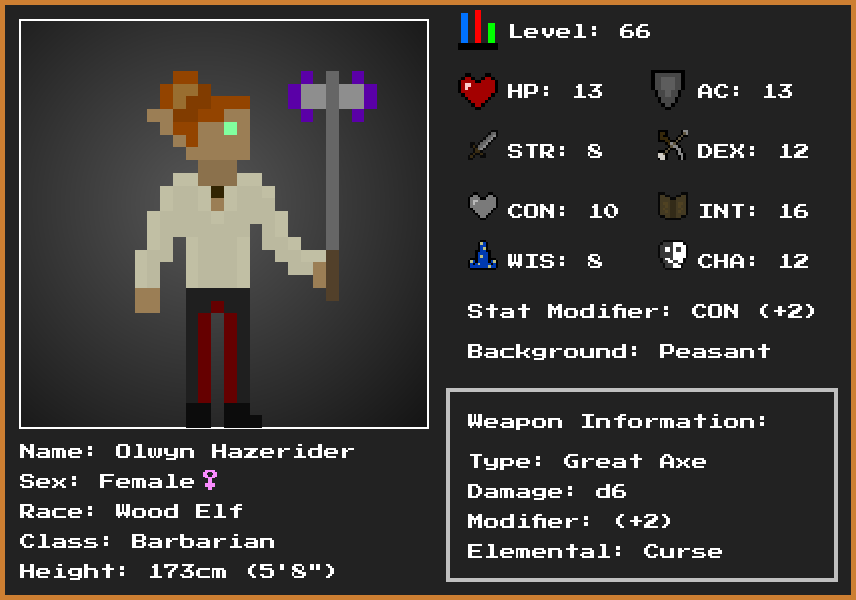 Level: 66
HP: 13 AC: 13
STR: 8 DEX: 12
CON: 10 INT: 16
WIS: 8 CHA: 12
Stat Modifier: CON (+2)
Background: Peasant
Weapon Information:
Type: Great Axe
Damage: d6
Modifier: (+2)
Elemental: Curse
Name: Olwyn Hazerider
Sex: Female♀
Race: Wood Elf
Class: Barbarian
Height: 173cm (5'8")